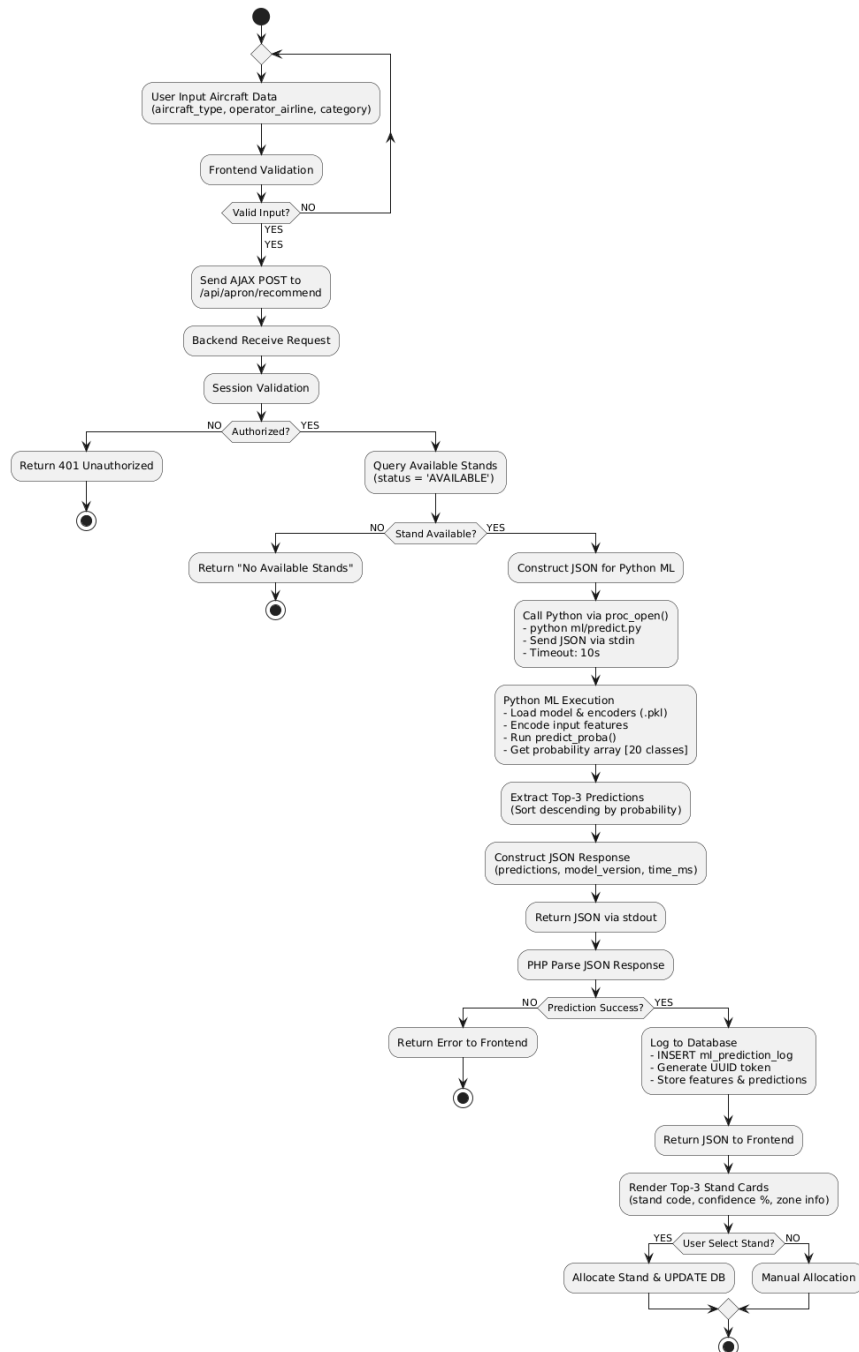 User Input Aircraft Data
(aircraft_type, operator_airline, category)
Frontend Validation
Valid Input?
NO
YES
YES
Send AJAX POST to
/api/apron/recommend
Backend Receive Request
Session Validation
NO
Authorized?
YES
Return 401 Unauthorized
Query Available Stands
(status = 'AVAILABLE')
NO
Stand Available?
YES
Return "No Available Stands"
Construct JSON for Python ML
Call Python via proc_open()
- python ml/predict.py
- Send JSON via stdin
- Timeout: 10s
Python ML Execution
- Load model & encoders (.pkl)
- Encode input features
- Run predict_proba()
- Get probability array [20 classes]
Extract Top-3 Predictions
(Sort descending by probability)
Construct JSON Response
(predictions, model_version, time_ms)
Return JSON via stdout
PHP Parse JSON Response
NO
Prediction Success?
YES
Return Error to Frontend
Log to Database
- INSERT ml_prediction_log
- Generate UUID token
- Store features & predictions
Return JSON to Frontend
Render Top-3 Stand Cards
(stand code, confidence %, zone info)
YES
User Select Stand?
NO
Allocate Stand & UPDATE DB
Manual Allocation